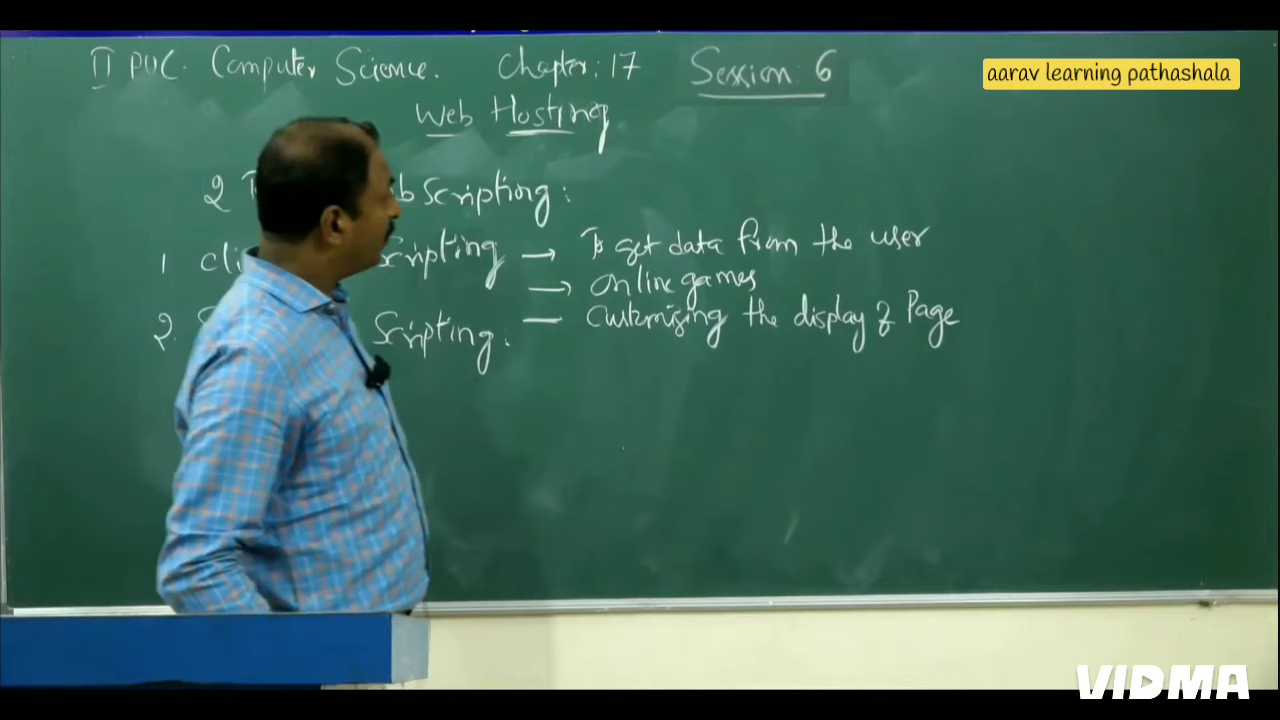 II PUC. Computer Science. Chapter: 17 Session: 6
aarav learning pathashala
Web Hosting
2 Scripting:
1 cli Scripting → To get data from the user
→ online games
2. Scripting: — Customising the display of Page
VIDMA